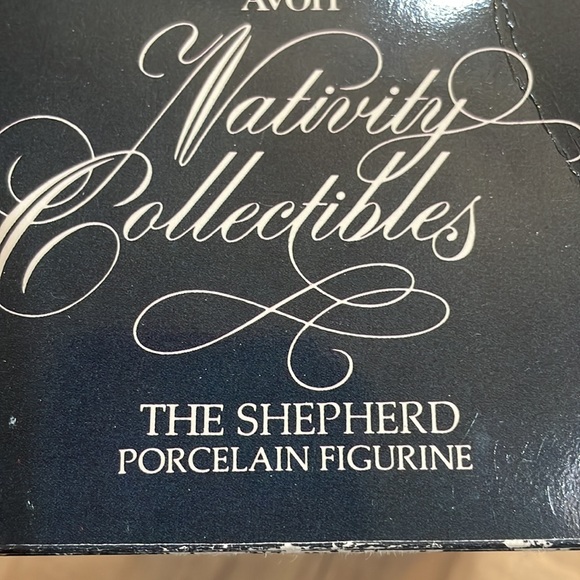 Avon
Nativity
Collectibles
THE SHEPHERD
PORCELAIN FIGURINE